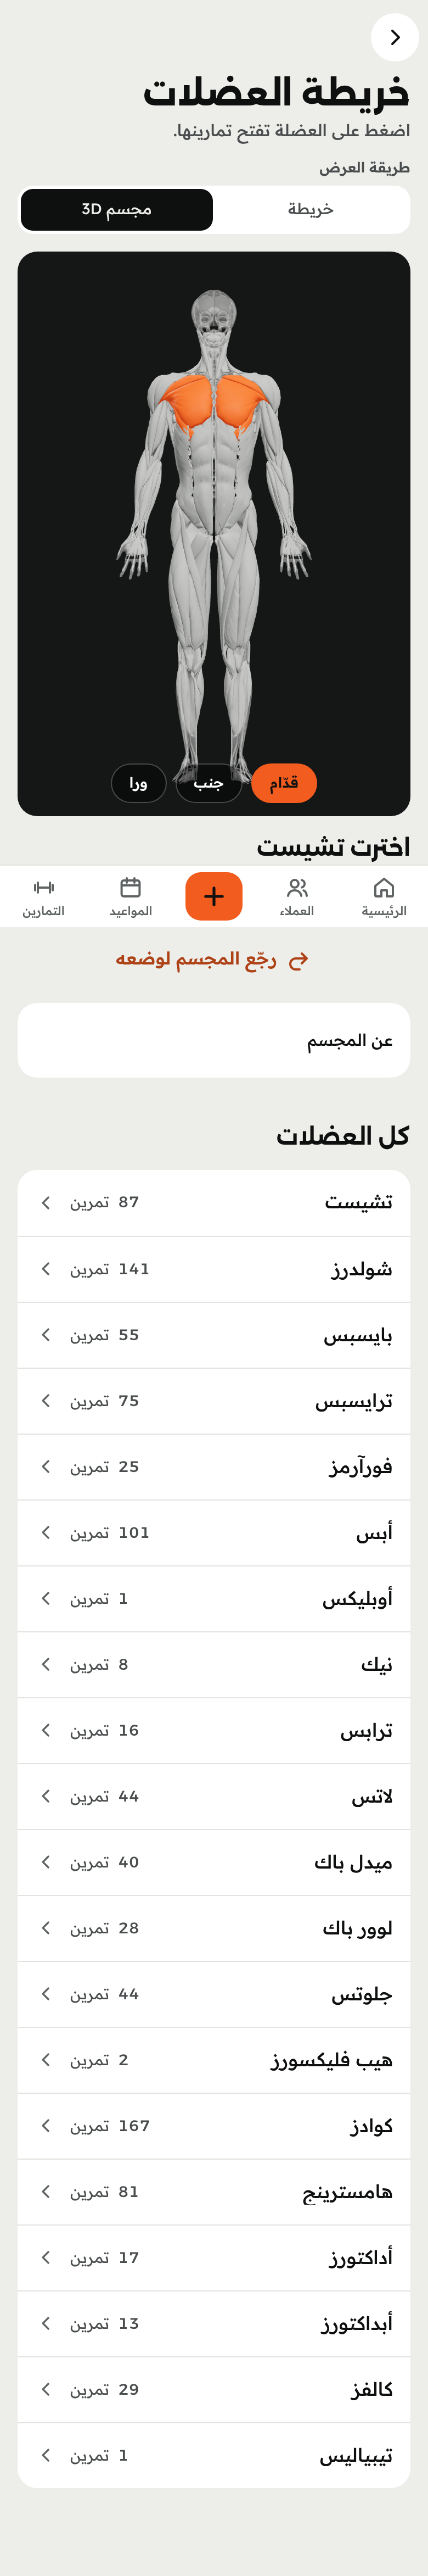 خريطة العضلات
اضغط على العضلة تفتح تمارينها.
طريقة العرض
خريطة
مجسم 3D
قدّام
جنب
ورا
اخترت تشيست
الرئيسية
العملاء
المواعيد
التمارين
رجّع المجسم لوضعه
عن المجسم
كل العضلات
تشيست 87 تمرين
شولدرز 141 تمرين
بايسبس 55 تمرين
ترايسبس 75 تمرين
فورآرمز 25 تمرين
أبس 101 تمرين
أوبليكس 1 تمرين
نيك 8 تمرين
ترابس 16 تمرين
لاتس 44 تمرين
ميدل باك 40 تمرين
لوور باك 28 تمرين
جلوتس 44 تمرين
هيب فليكسورز 2 تمرين
كوادز 167 تمرين
هامسترينج 81 تمرين
أداكتورز 17 تمرين
أبداكتورز 13 تمرين
كالفز 29 تمرين
تيبياليس 1 تمرين